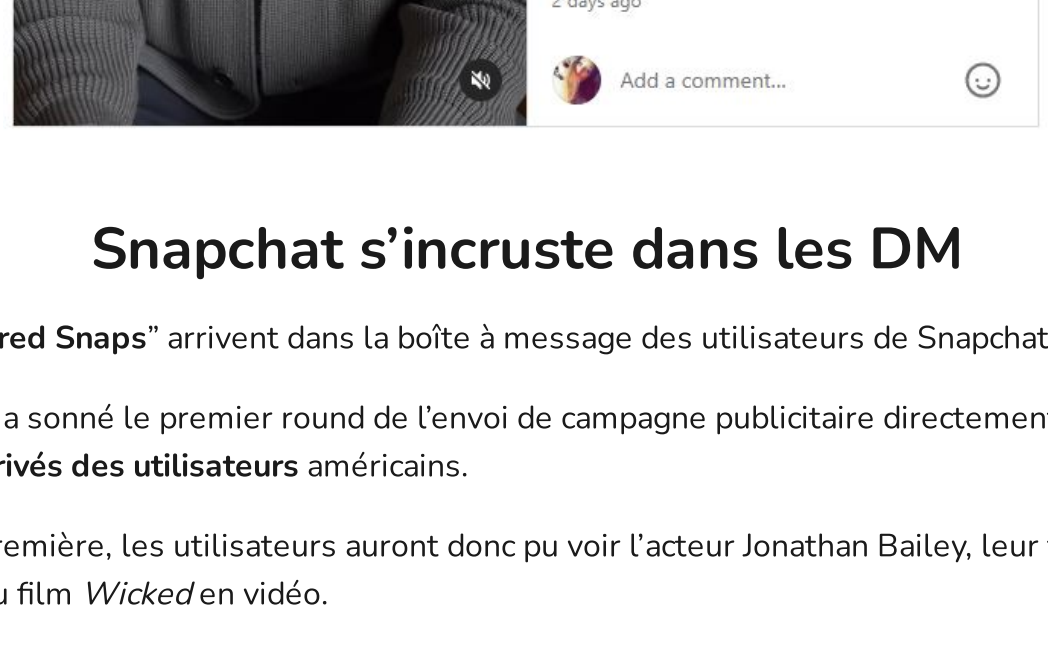 2 days ago
Add a comment...
Snapchat s’incruste dans les DM
red Snaps” arrivent dans la boîte à message des utilisateurs de Snapchat
a sonné le premier round de l’envoi de campagne publicitaire directement
rivés des utilisateurs américains.
remière, les utilisateurs auront donc pu voir l’acteur Jonathan Bailey, leur
u film Wicked en vidéo.